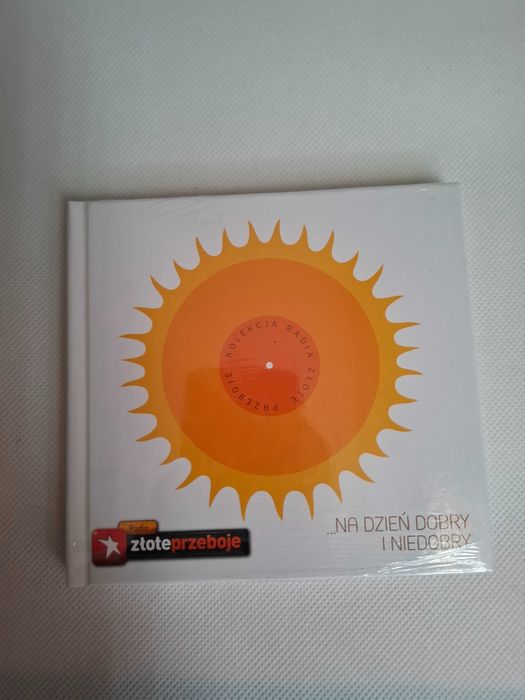 KOLEKCJA RADIA ZŁOTE PRZEBOJE
Radio
złoteprzeboje
...NA DZIEŃ DOBRY
I NIEDOBRY